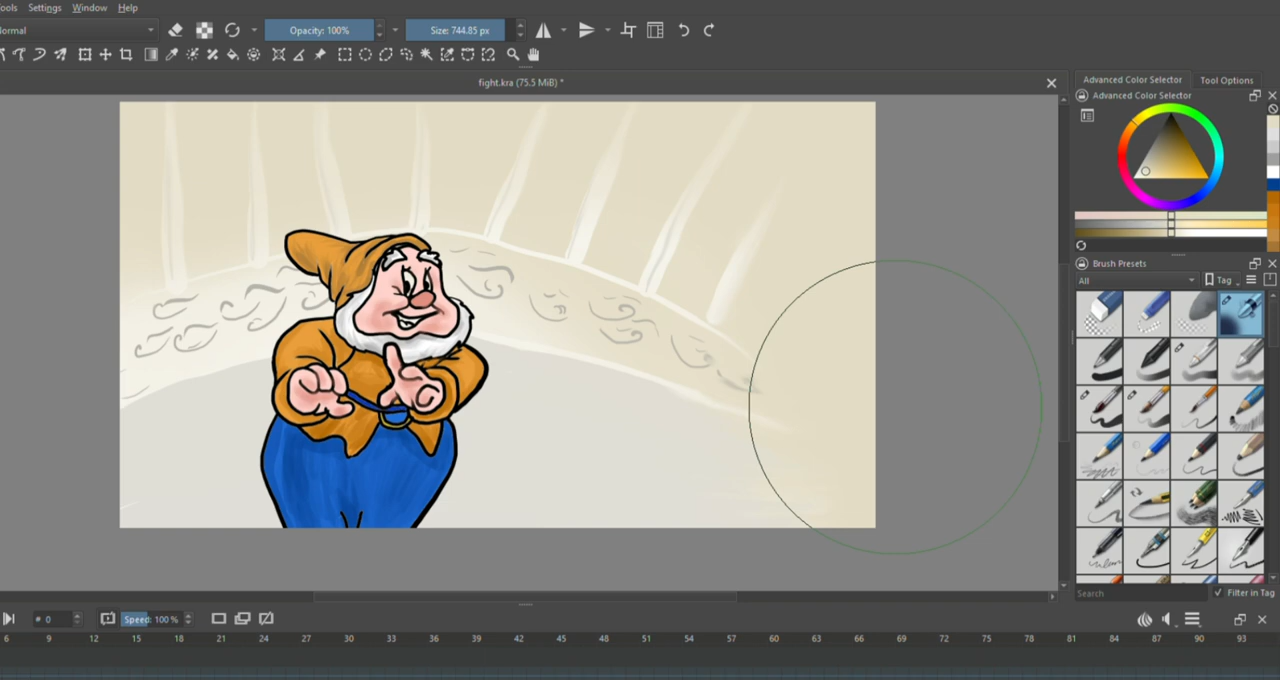 ools Settings Window Help
ormal
Opacity: 100%
Size: 744.85 px
fight.kra (75.5 MiB) *
Advanced Color Selector
Tool Options
Advanced Color Selector
Brush Presets
All
Tag
Search
Filter in Tag
# 0
Speed: 100 %
6 9 12 15 18 21 24 27 30 33 36 39 42 45 48 51 54 57 60 63 66 69 72 75 78 81 84 87 90 93